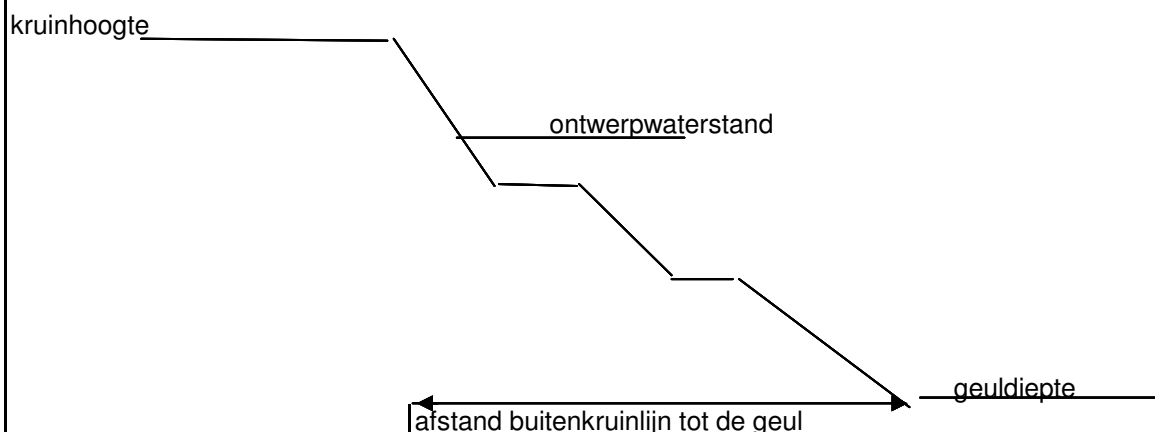 kruinhoogte
ontwerpwaterstand
geuldiepte
afstand buitenkruinlijn tot de geul